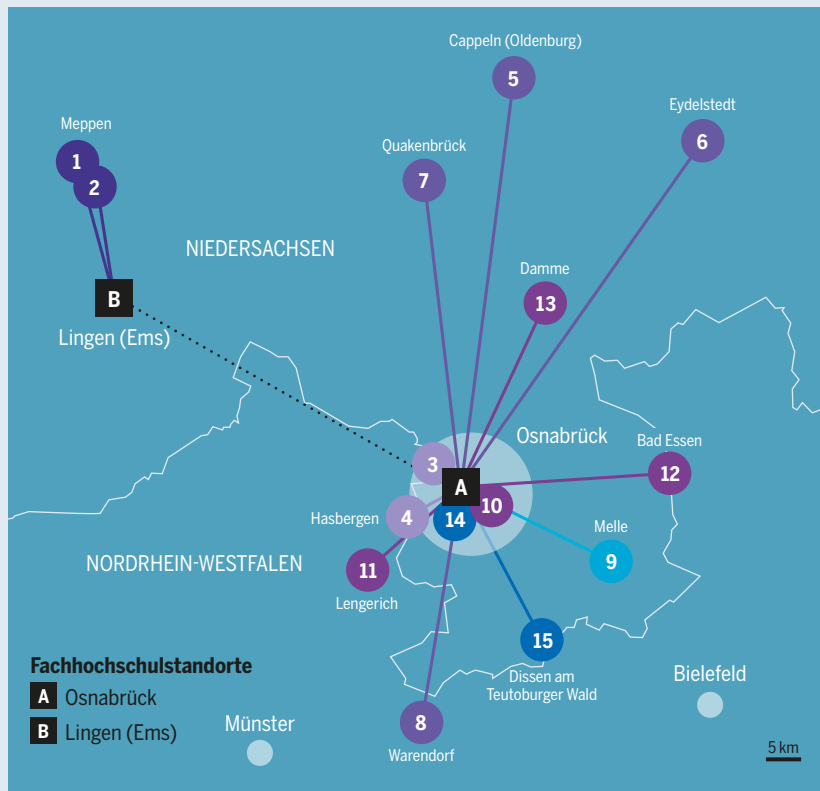 Cappeln (Oldenburg)
5
Eydelstedt
6
Meppen
1
2
Quakenbrück
7
NIEDERSACHSEN
Damme
13
B
Lingen (Ems)
Osnabrück
Bad Essen
12
3
A
10
14
Hasbergen
4
Melle
9
NORDRHEIN-WESTFALEN
11
Lengerich
15
Dissen am
Teutoburger Wald
Fachhochschulstandorte
A Osnabrück
B Lingen (Ems)
Bielefeld
Münster
8
Warendorf
5 km